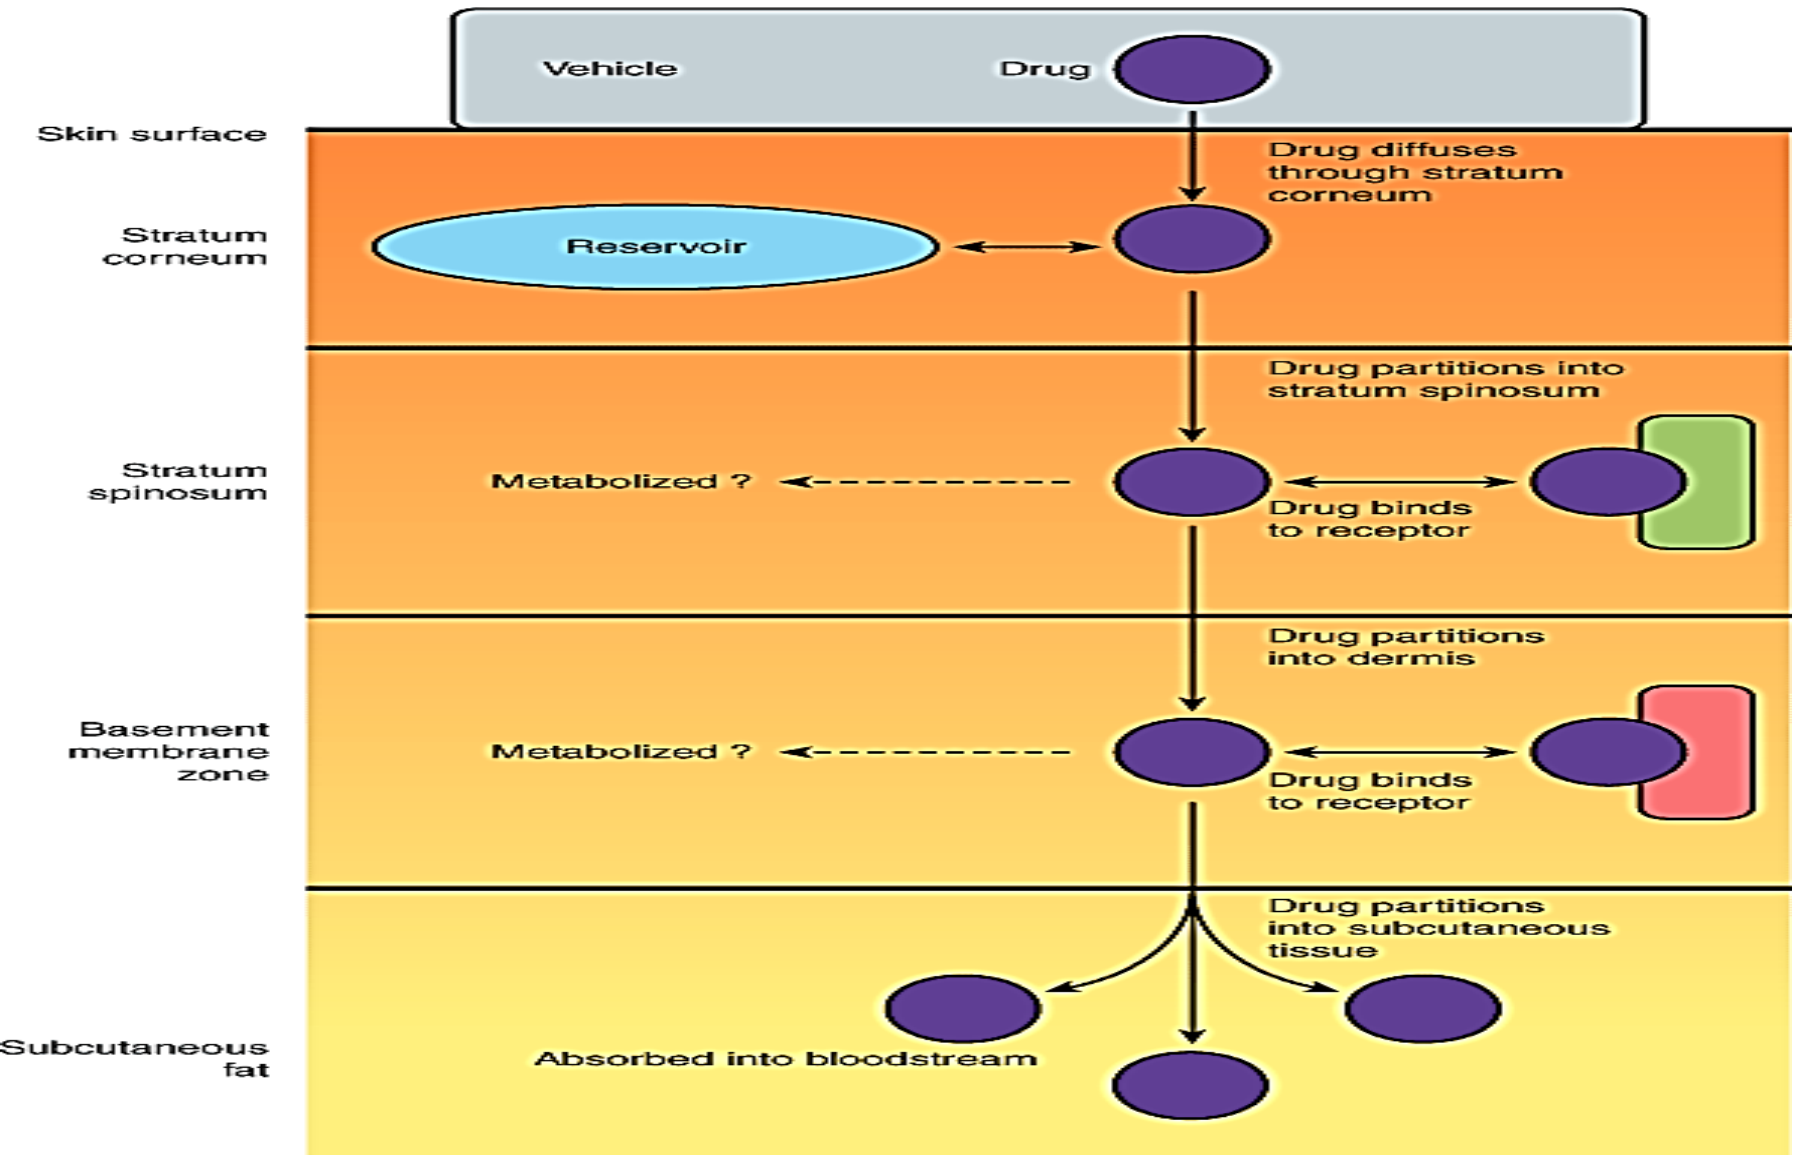 Vehicle
Drug
Skin surface
Drug diffuses
through stratum
corneum
Stratum
corneum
Reservoir
Drug partitions into
stratum spinosum
Stratum
spinosum
Metabolized ?
Drug binds
to receptor
Drug partitions
into dermis
Basement
membrane
zone
Metabolized ?
Drug binds
to receptor
Drug partitions
into subcutaneous
tissue
Subcutaneous
fat
Absorbed into bloodstream